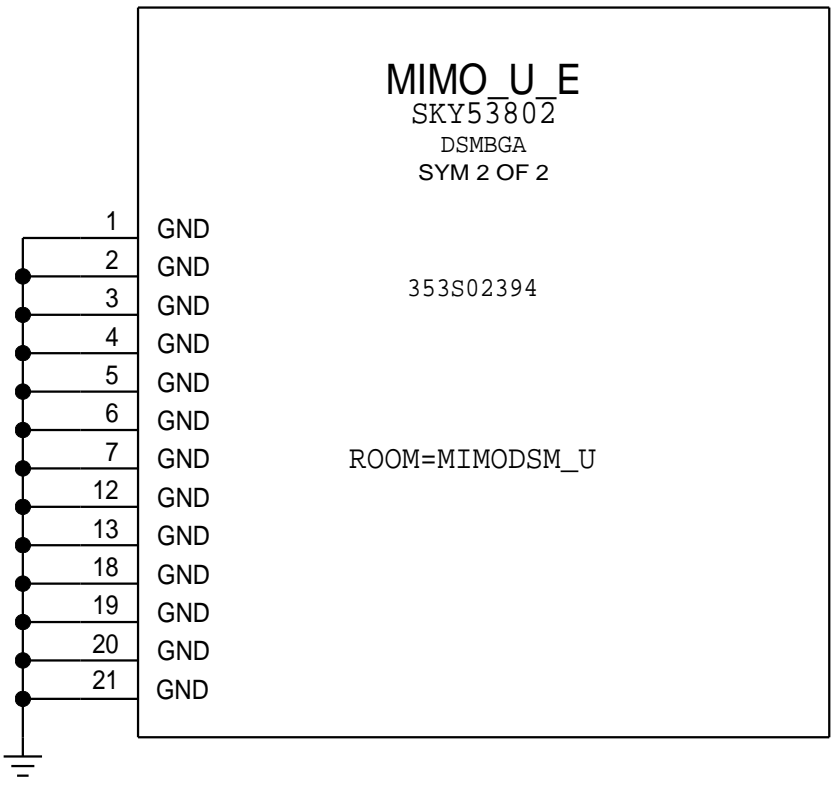 MIMO_U_E
SKY53802
DSMBGA
SYM 2 OF 2
1 GND
2 GND
353S02394
3 GND
4 GND
5 GND
6 GND
7 GND
ROOM=MIMODSM_U
12 GND
13 GND
18 GND
19 GND
20 GND
21 GND